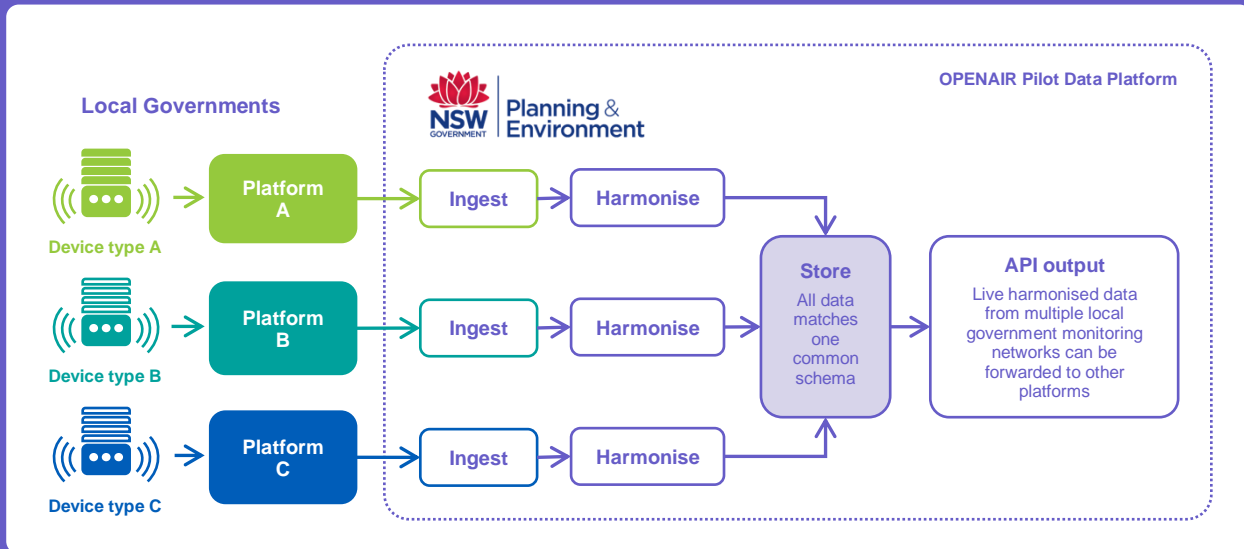 OPENAIR Pilot Data Platform
Local Governments
NSW
GOVERNMENT
Planning &
Environment
Device type A
Platform
A
Ingest
Harmonise
Device type B
Platform
B
Ingest
Harmonise
Store
All data
matches
one
common
schema
API output
Live harmonised data
from multiple local
government monitoring
networks can be
forwarded to other
platforms
Device type C
Platform
C
Ingest
Harmonise